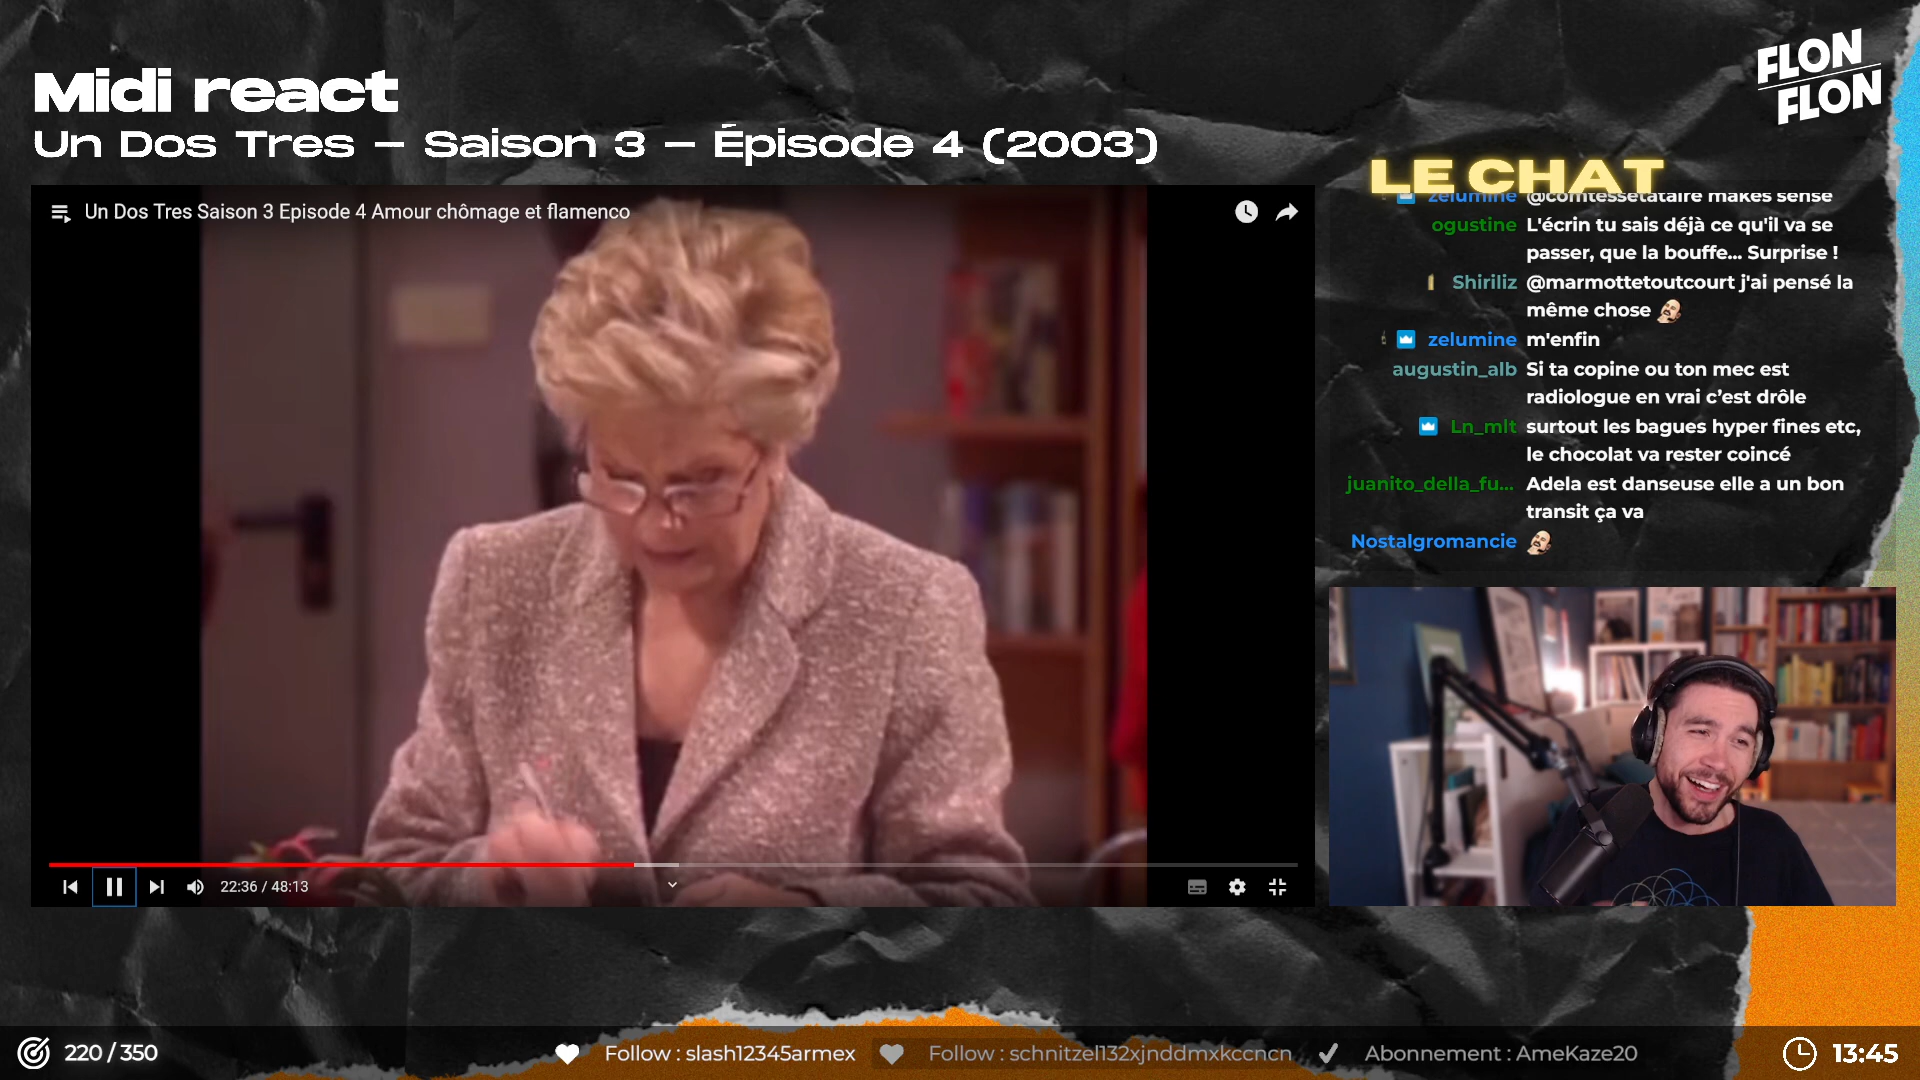 Midi react
Un Dos Tres – Saison 3 – Épisode 4 (2003)
FLON
FLON
Un Dos Tres Saison 3 Episode 4 Amour chômage et flamenco
LE CHAT
zelumine @comtessetataire makes sense
ogustine L'écrin tu sais déjà ce qu'il va se
passer, que la bouffe... Surprise !
Shiriliz @marmottetoutcourt j'ai pensé la
même chose
zelumine m'enfin
augustin_alb Si ta copine ou ton mec est
radiologue en vrai c’est drôle
Ln_mlt surtout les bagues hyper fines etc,
le chocolat va rester coincé
juanito_della_fu... Adela est danseuse elle a un bon
transit ça va
Nostalgromancie
22:36 / 48:13
220 / 350
Follow : slash12345armex
Follow : schnitzel132xjnddmxkccncn
Abonnement : AmeKaze20
13:45